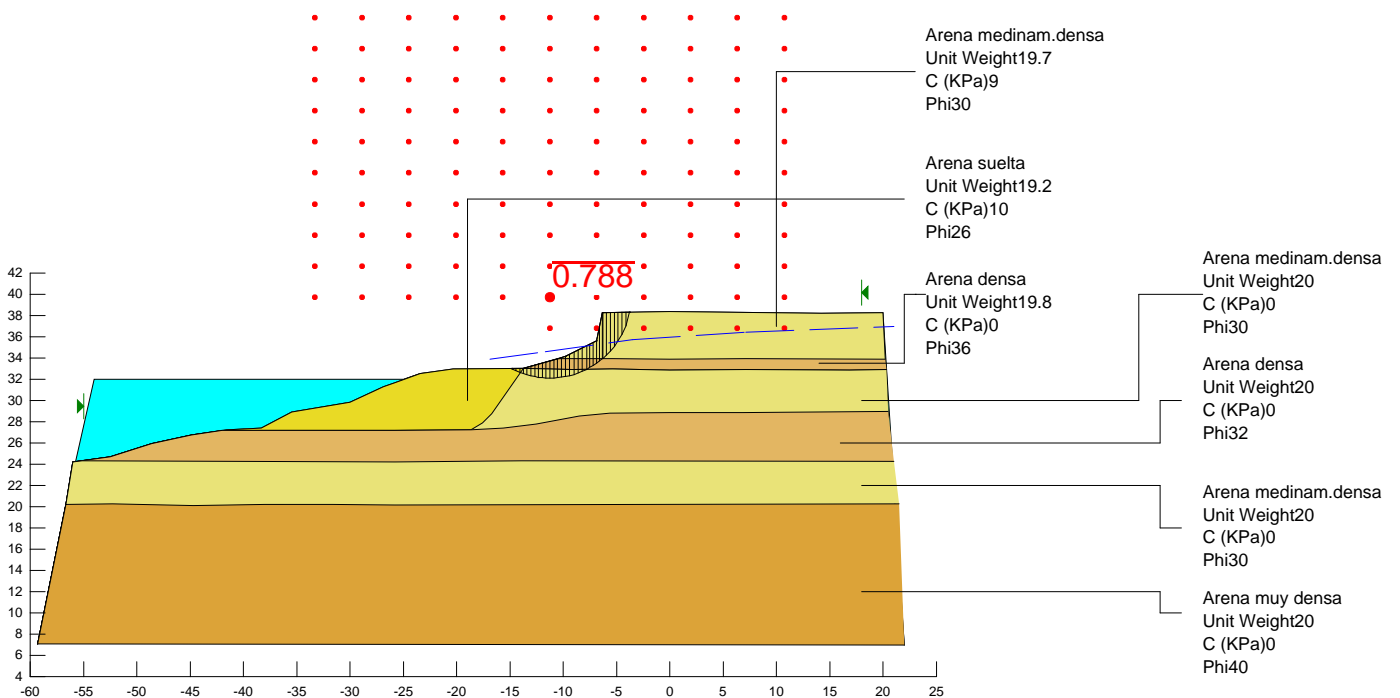 Arena medinam.densa
Unit Weight19.7
C (KPa)9
Phi30
Arena suelta
Unit Weight19.2
C (KPa)10
Phi26
Arena densa
Unit Weight19.8
C (KPa)0
Phi36
Arena medinam.densa
Unit Weight20
C (KPa)0
Phi30
Arena densa
Unit Weight20
C (KPa)0
Phi32
Arena medinam.densa
Unit Weight20
C (KPa)0
Phi30
Arena muy densa
Unit Weight20
C (KPa)0
Phi40
0.788
42
40
38
36
34
32
30
28
26
24
22
20
18
16
14
12
10
8
6
4
-60 -55 -50 -45 -40 -35 -30 -25 -20 -15 -10 -5 0 5 10 15 20 25